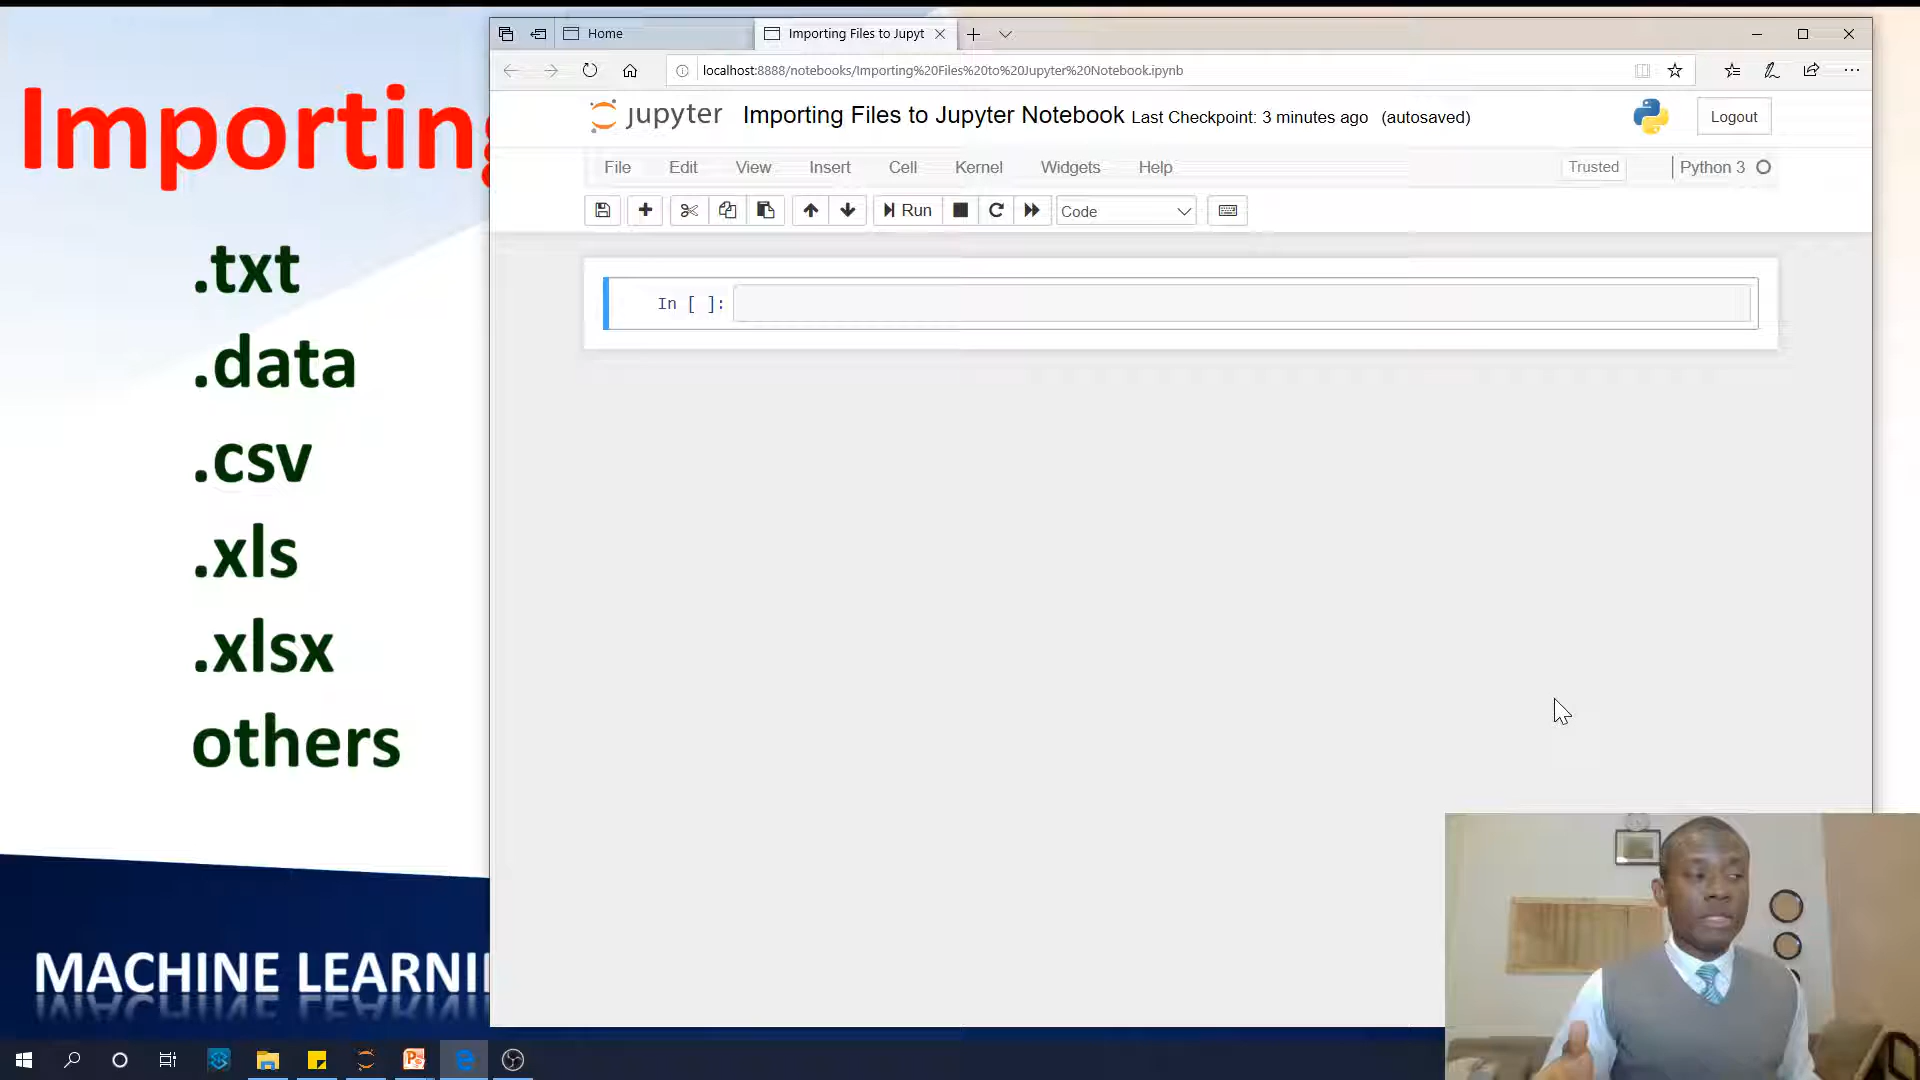 Home
Importing Files to Jupyt
localhost:8888/notebooks/Importing%20Files%20to%20Jupyter%20Notebook.ipynb
jupyter Importing Files to Jupyter Notebook Last Checkpoint: 3 minutes ago (autosaved)
Logout
File Edit View Insert Cell Kernel Widgets Help
Trusted
Python 3
Run
Code
In [ ]:
Importing
.txt
.data
.csv
.xls
.xlsx
others
MACHINE LEARNI